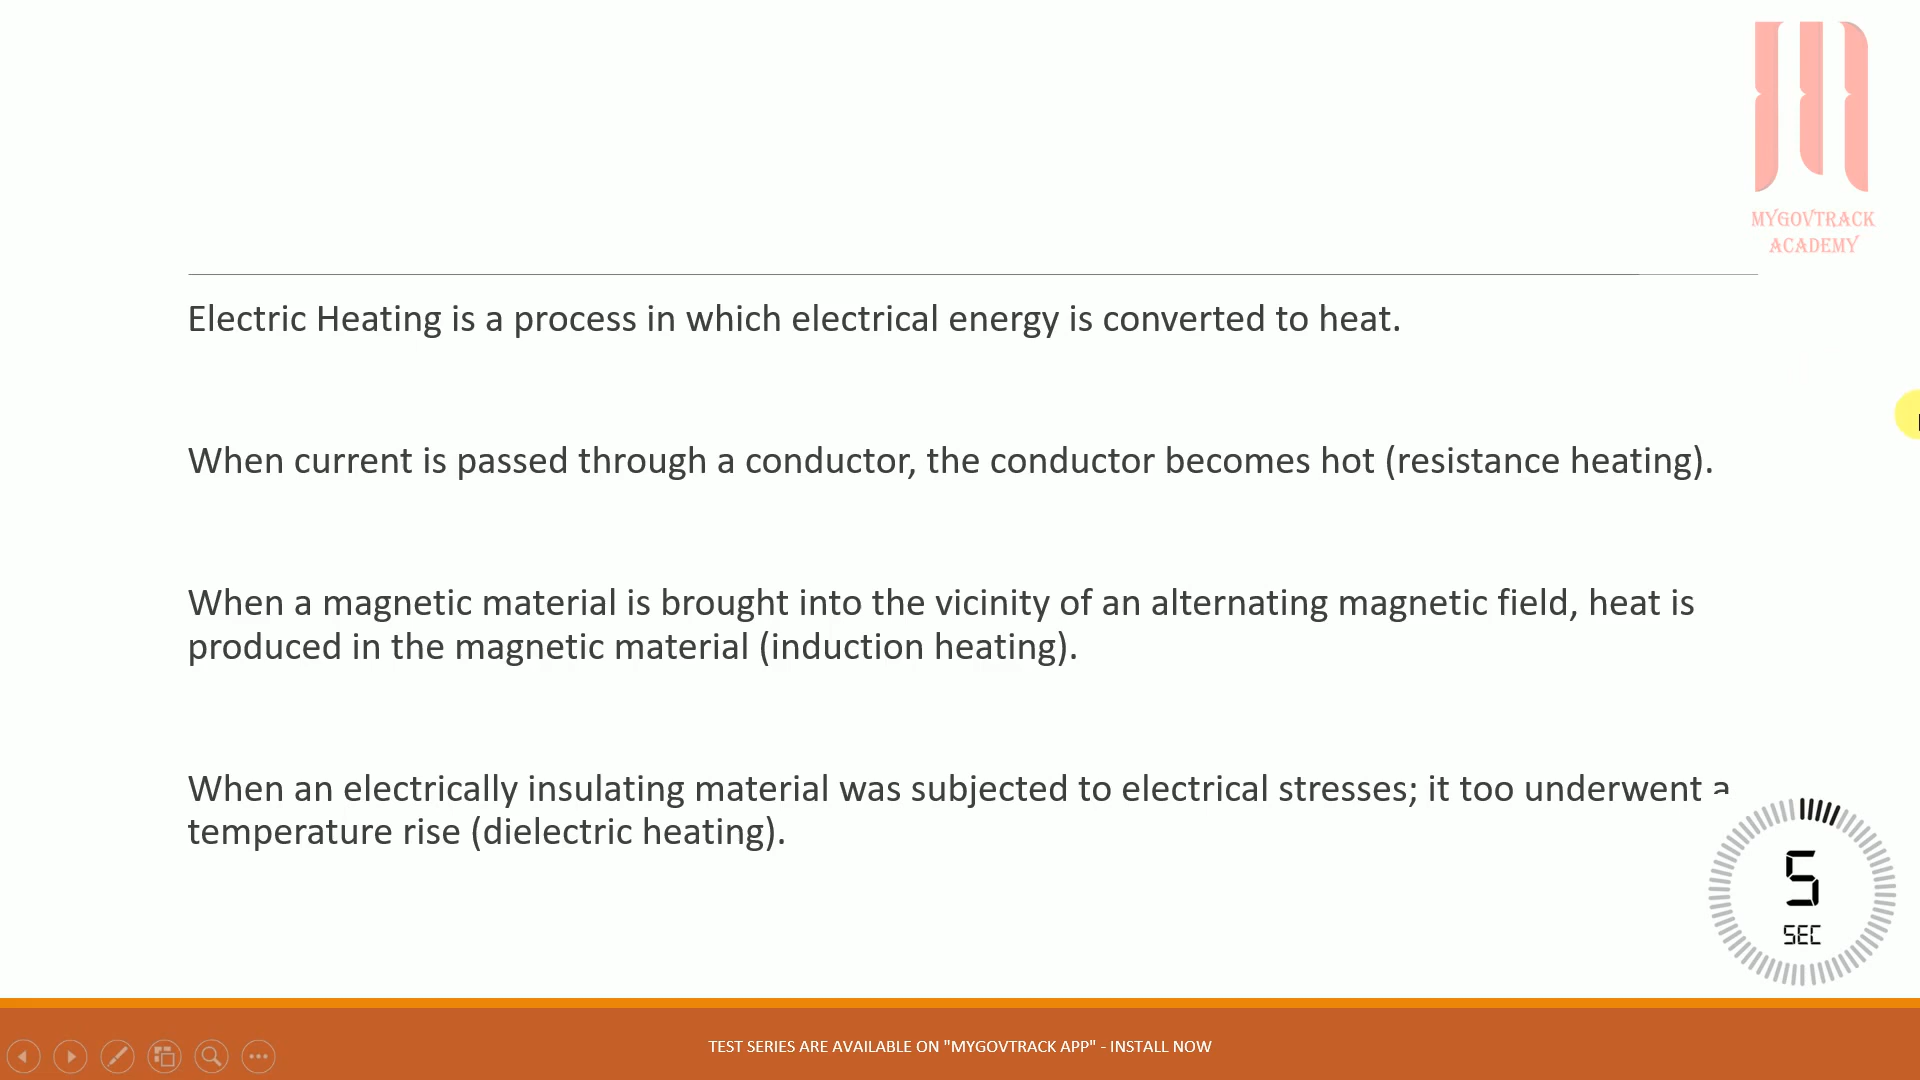 MYGOVTRACK
ACADEMY
Electric Heating is a process in which electrical energy is converted to heat.
When current is passed through a conductor, the conductor becomes hot (resistance heating).
When a magnetic material is brought into the vicinity of an alternating magnetic field, heat is
produced in the magnetic material (induction heating).
When an electrically insulating material was subjected to electrical stresses; it too underwent a
temperature rise (dielectric heating).
5
SEC
TEST SERIES ARE AVAILABLE ON "MYGOVTRACK APP" - INSTALL NOW